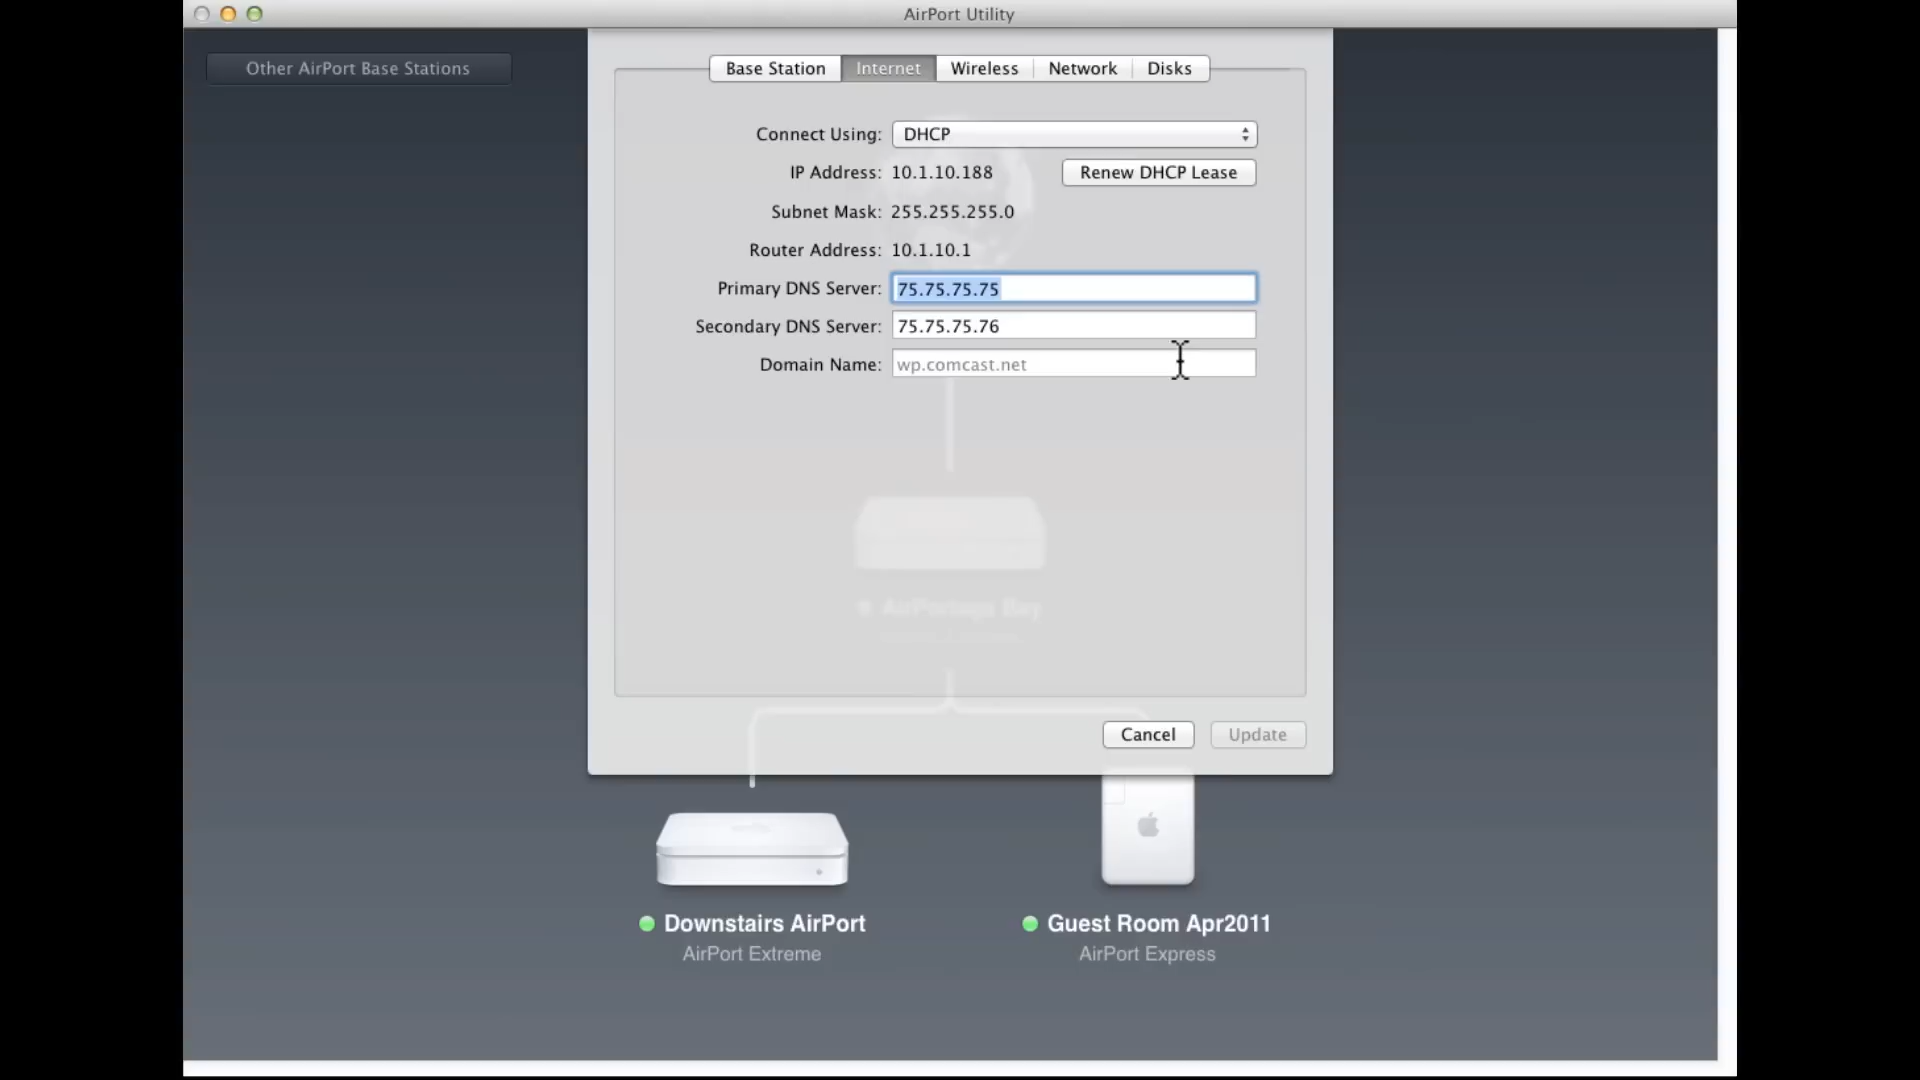 AirPort Utility
Other AirPort Base Stations
Base Station Internet Wireless Network Disks
Connect Using: DHCP
IP Address: 10.1.10.188 Renew DHCP Lease
Subnet Mask: 255.255.255.0
Router Address: 10.1.10.1
Primary DNS Server: 75.75.75.75
Secondary DNS Server: 75.75.75.76
Domain Name: wp.comcast.net
Cancel Update
Downstairs AirPort
AirPort Extreme
Guest Room Apr2011
AirPort Express